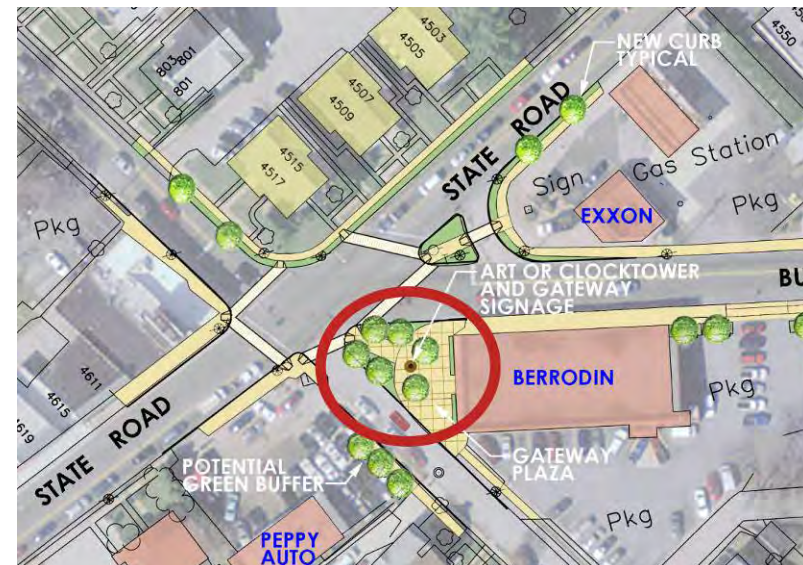 4503
4505
4507
4509
4515
4517
803
801
801
4550
NEW CURB
TYPICAL
STATE ROAD
Sign
Gas Station
EXXON
Pkg
Pkg
ART OR CLOCKTOWER
AND GATEWAY
SIGNAGE
BU
BERRODIN
Pkg
GATEWAY
PLAZA
4611
4615
4619
STATE ROAD
POTENTIAL
GREEN BUFFER
PEPPY
AUTO
Pkg